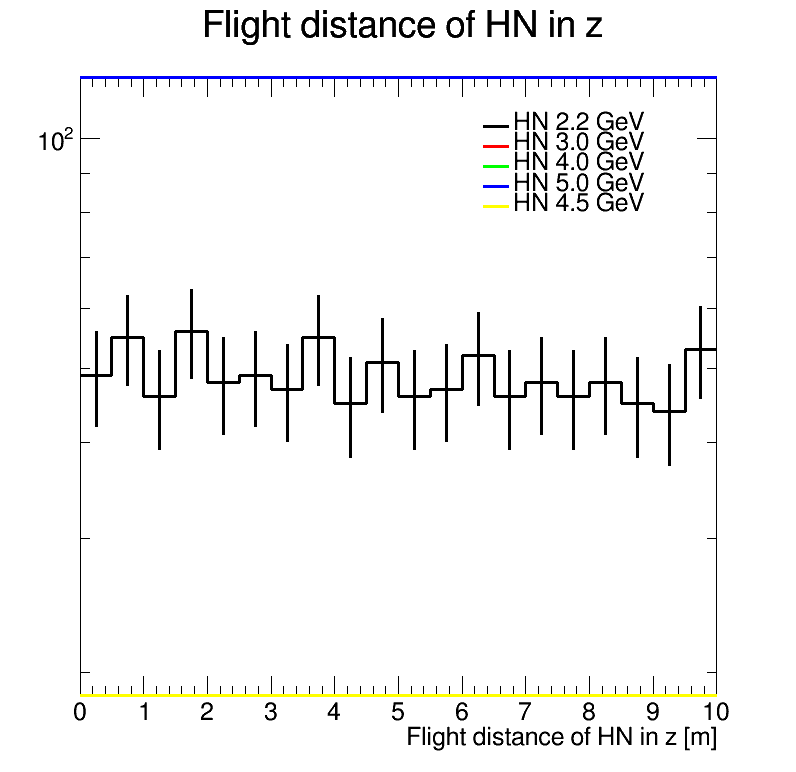 Flight distance of HN in z
10²
HN 2.2 GeV
HN 3.0 GeV
HN 4.0 GeV
HN 5.0 GeV
HN 4.5 GeV
0 1 2 3 4 5 6 7 8 9 10
Flight distance of HN in z [m]